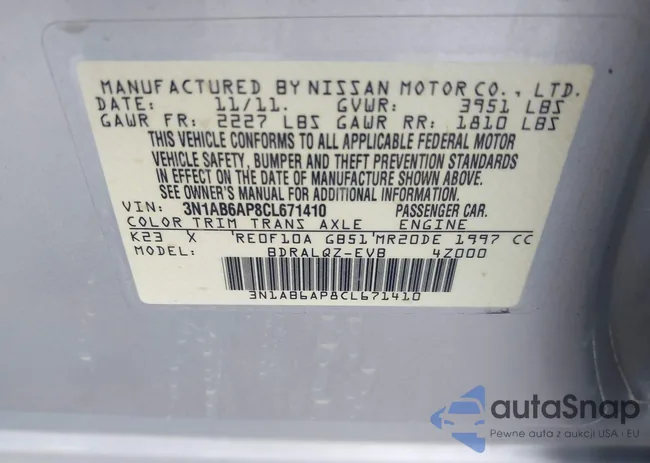 MANUFACTURED BY NISSAN MOTOR CO., LTD.
DATE: 11/11. GVWR: 3951 LBS
GAWR FR: 2227 LBS GAWR RR: 1810 LBS
THIS VEHICLE CONFORMS TO ALL APPLICABLE FEDERAL MOTOR
VEHICLE SAFETY, BUMPER AND THEFT PREVENTION STANDARDS
IN EFFECT ON THE DATE OF MANUFACTURE SHOWN ABOVE.
SEE OWNER'S MANUAL FOR ADDITIONAL INFORMATION
VIN: 3N1AB6AP8CL671410 PASSENGER CAR.
COLOR TRIM TRANS AXLE ENGINE
K23 X 'RE0F10A GB51'MR20DE 1997 CC
MODEL: BDRALQZ-EVB 4Z000
3N1AB6AP8CL671410
autoSnap
Pewne auta z aukcji USA · EU